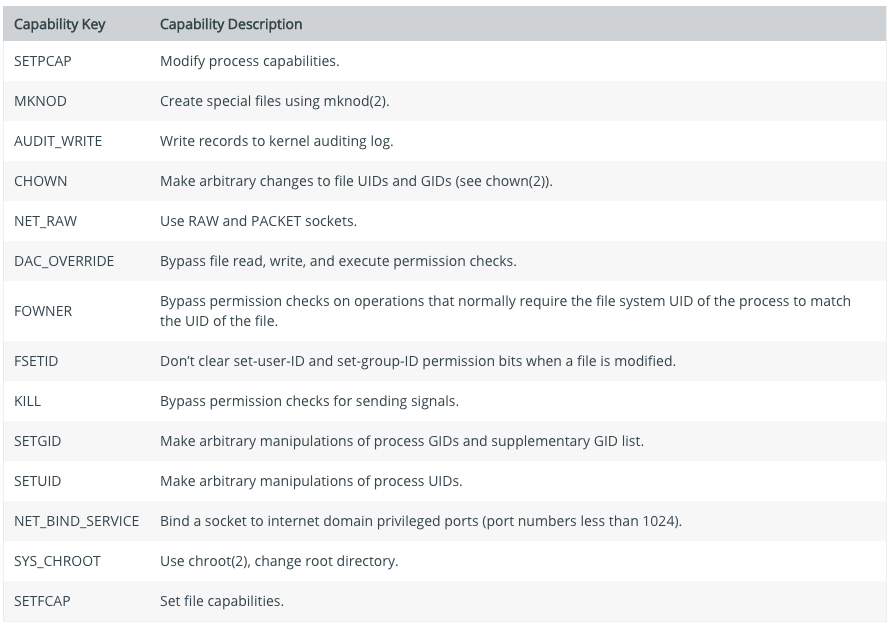 Capability Key Capability Description
SETPCAP Modify process capabilities.
MKNOD Create special files using mknod(2).
AUDIT_WRITE Write records to kernel auditing log.
CHOWN Make arbitrary changes to file UIDs and GIDs (see chown(2)).
NET_RAW Use RAW and PACKET sockets.
DAC_OVERRIDE Bypass file read, write, and execute permission checks.
FOWNER Bypass permission checks on operations that normally require the file system UID of the process to match
the UID of the file.
FSETID Don’t clear set-user-ID and set-group-ID permission bits when a file is modified.
KILL Bypass permission checks for sending signals.
SETGID Make arbitrary manipulations of process GIDs and supplementary GID list.
SETUID Make arbitrary manipulations of process UIDs.
NET_BIND_SERVICE Bind a socket to internet domain privileged ports (port numbers less than 1024).
SYS_CHROOT Use chroot(2), change root directory.
SETFCAP Set file capabilities.